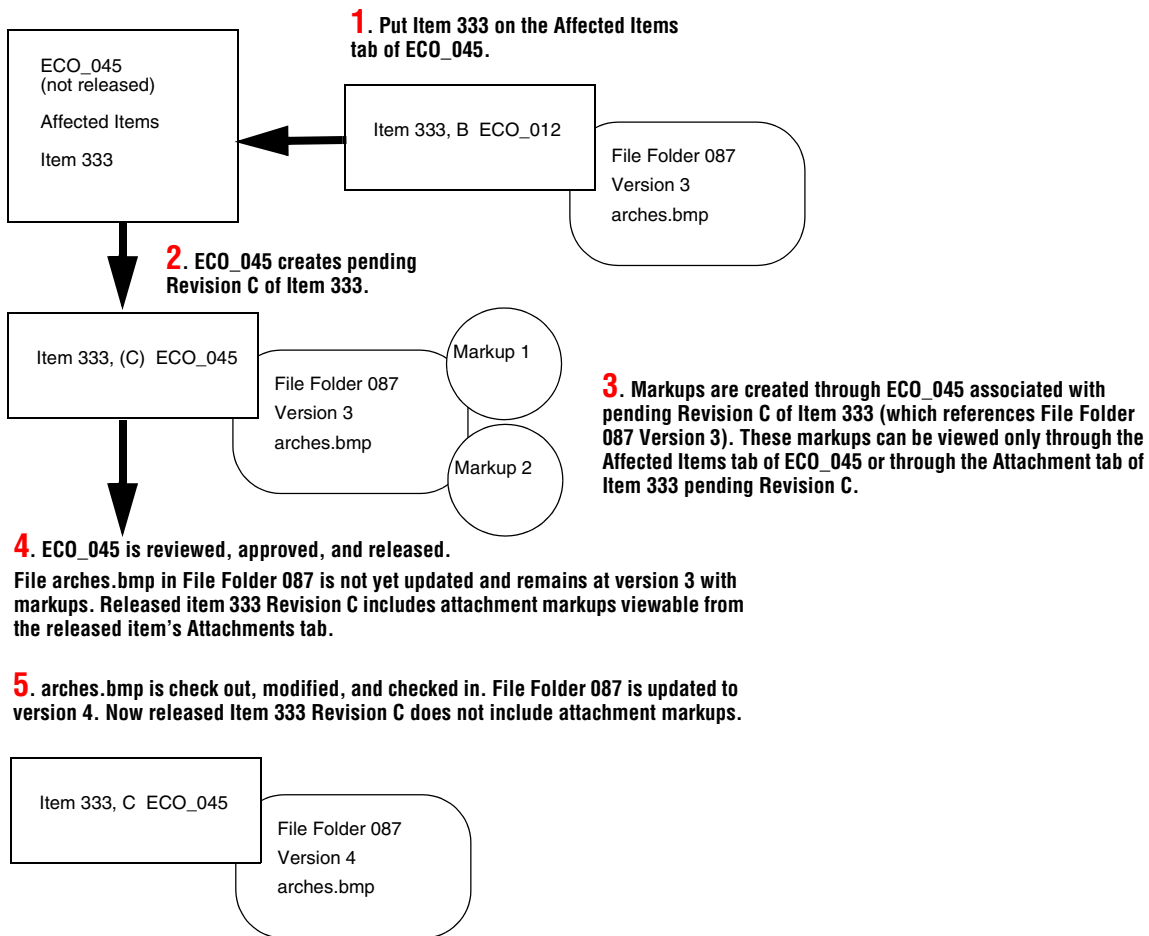 1. Put Item 333 on the Affected Items
tab of ECO_045.
ECO_045
(not released)
Affected Items
Item 333
Item 333, B ECO_012
File Folder 087
Version 3
arches.bmp
2. ECO_045 creates pending
Revision C of Item 333.
Item 333, (C) ECO_045
File Folder 087
Version 3
arches.bmp
Markup 1
Markup 2
3. Markups are created through ECO_045 associated with
pending Revision C of Item 333 (which references File Folder
087 Version 3). These markups can be viewed only through the
Affected Items tab of ECO_045 or through the Attachment tab of
Item 333 pending Revision C.
4. ECO_045 is reviewed, approved, and released.
File arches.bmp in File Folder 087 is not yet updated and remains at version 3 with
markups. Released item 333 Revision C includes attachment markups viewable from
the released item’s Attachments tab.
5. arches.bmp is check out, modified, and checked in. File Folder 087 is updated to
version 4. Now released Item 333 Revision C does not include attachment markups.
Item 333, C ECO_045
File Folder 087
Version 4
arches.bmp